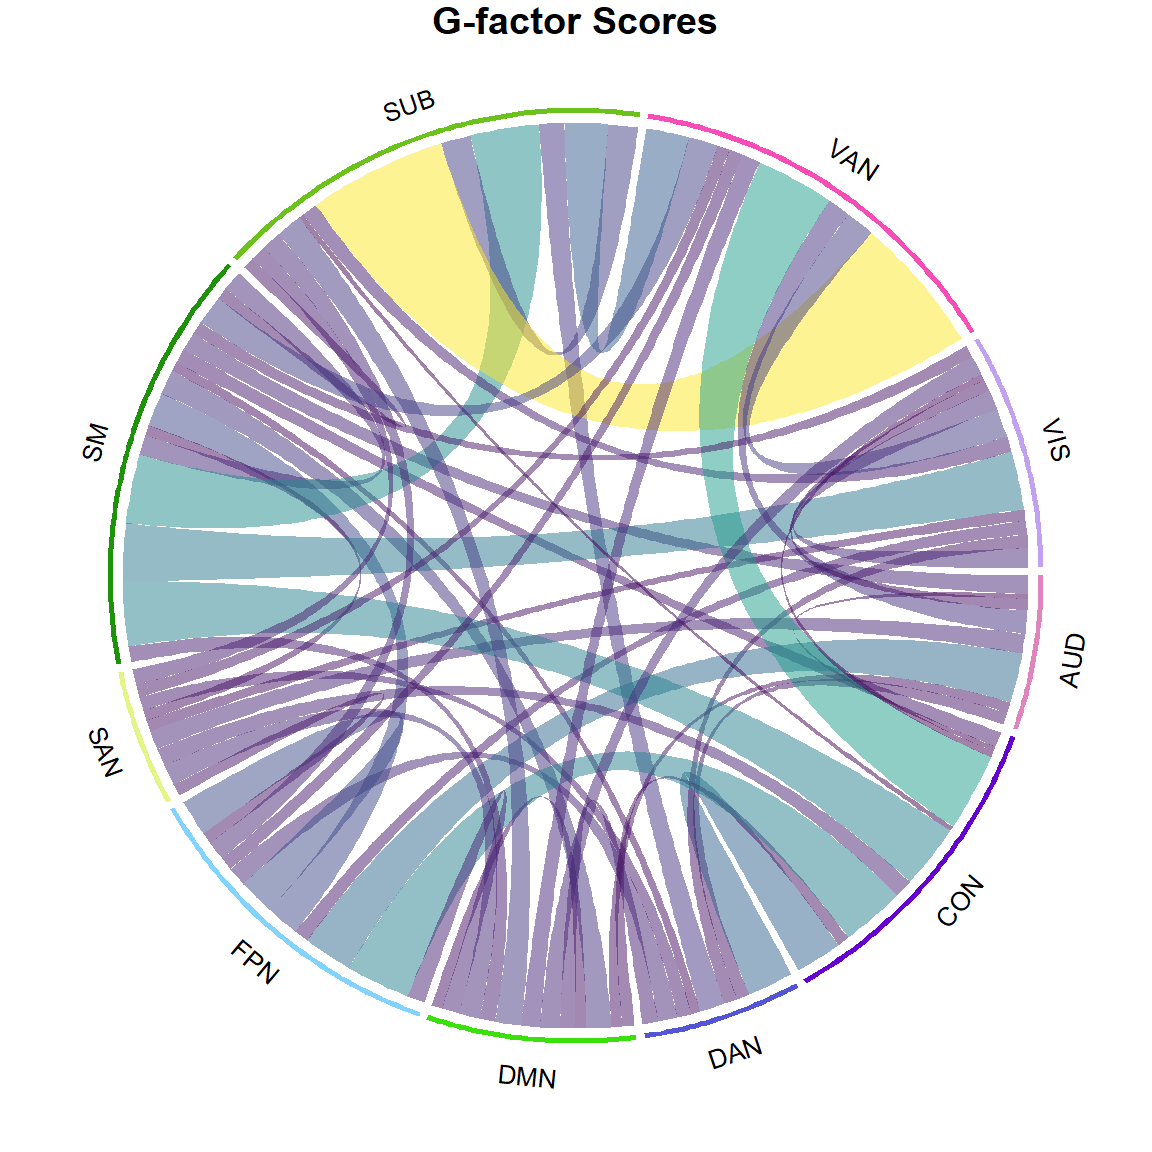 G-factor Scores
SUB
VAN
VIS
SM
AUD
SAN
CON
FPN
DAN
DMN